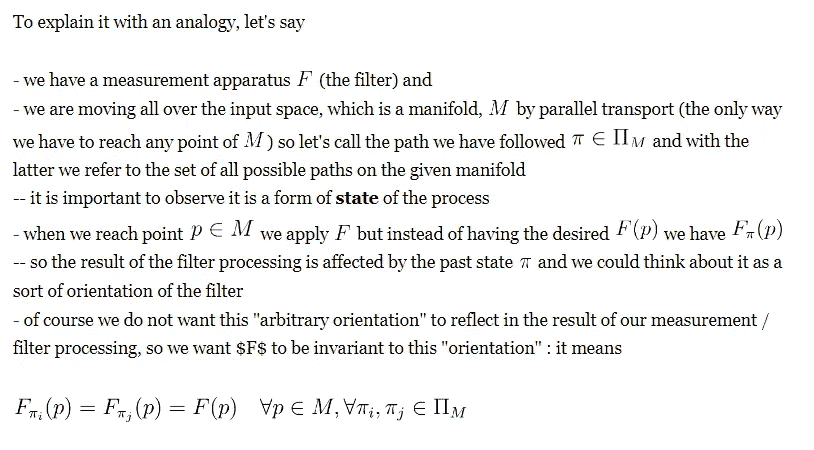 To explain it with an analogy, let's say
- we have a measurement apparatus F (the filter) and
- we are moving all over the input space, which is a manifold, M by parallel transport (the only way
we have to reach any point of M) so let's call the path we have followed π ∈ Π_M and with the
latter we refer to the set of all possible paths on the given manifold
-- it is important to observe it is a form of state of the process
- when we reach point p ∈ M we apply F but instead of having the desired F(p) we have F_π(p)
-- so the result of the filter processing is affected by the past state π and we could think about it as a
sort of orientation of the filter
- of course we do not want this "arbitrary orientation" to reflect in the result of our measurement /
filter processing, so we want $F$ to be invariant to this "orientation" : it means
F_{π_i}(p) = F_{π_j}(p) = F(p) ∀p ∈ M, ∀π_i, π_j ∈ Π_M